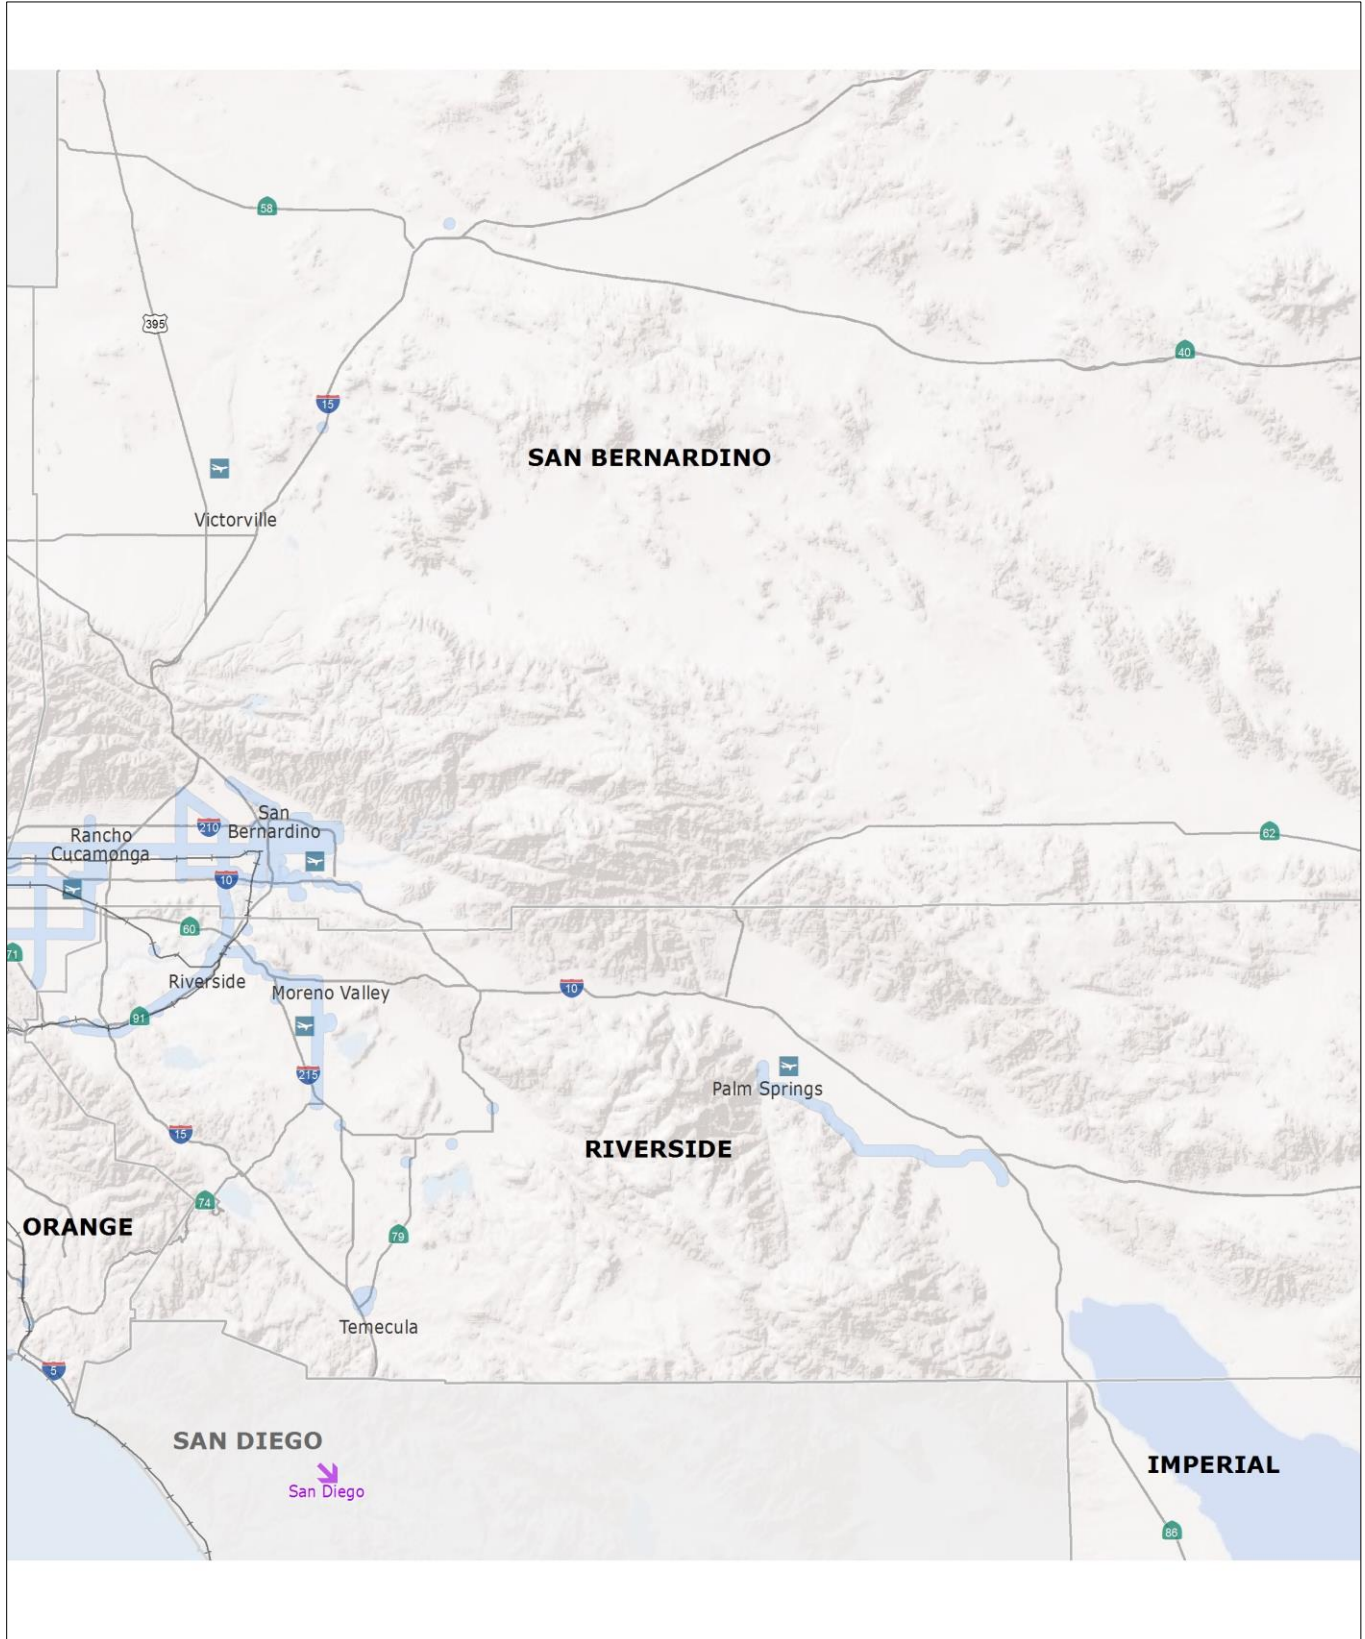 58
395
40
15
SAN BERNARDINO
Victorville
San
Bernardino
210
Rancho
Cucamonga
62
10
60
71
Riverside
Moreno Valley
10
91
215
Palm Springs
15
RIVERSIDE
74
ORANGE
79
Temecula
5
SAN DIEGO
IMPERIAL
San Diego
86